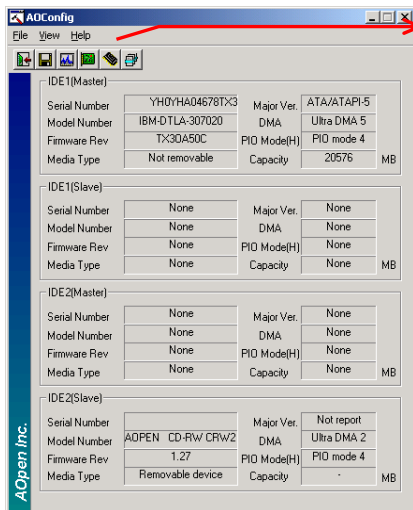 AOConfig
File View Help
IDE1(Master)
Serial Number YH0YHA04678TX3 Major Ver. ATA/ATAPI-5
Model Number IBM-DTLA-307020 DMA Ultra DMA 5
Firmware Rev TX3OA50C PIO Mode(H) PIO mode 4
Media Type Not removable Capacity 20576 MB
IDE1(Slave)
Serial Number None Major Ver. None
Model Number None DMA None
Firmware Rev None PIO Mode(H) None
Media Type None Capacity None MB
IDE2(Master)
Serial Number None Major Ver. None
Model Number None DMA None
Firmware Rev None PIO Mode(H) None
Media Type None Capacity None MB
IDE2(Slave)
Serial Number Major Ver. Not report
Model Number AOPEN CD-RW CRW2 DMA Ultra DMA 2
Firmware Rev 1.27 PIO Mode(H) PIO mode 4
Media Type Removable device Capacity - MB
AOpen Inc.